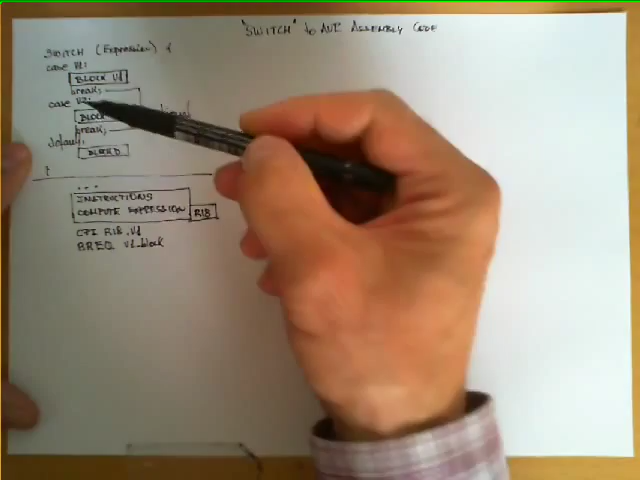 "SWITCH" to AVR Assembly Code
SWITCH (Expression) {
case V1:
BLOCK V1
break;
case V2:
BLOCK
break;
default:
BLOCK D
}
...
INSTRUCTIONS
COMPUTE EXPRESSION R18
CPI R18, V1
BREQ V1_block